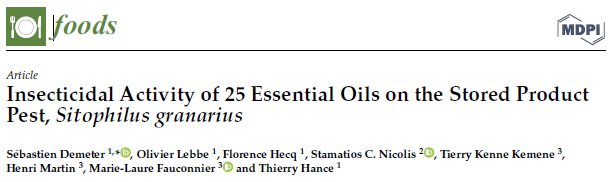 foods
MDPI
Article
Insecticidal Activity of 25 Essential Oils on the Stored Product
Pest, Sitophilus granarius
Sébastien Demeter 1,*, Olivier Lebbe 1, Florence Hecq 1, Stamatios C. Nicolis 2, Tierry Kenne Kemene 3,
Henri Martin 3, Marie-Laure Fauconnier 3 and Thierry Hance 1